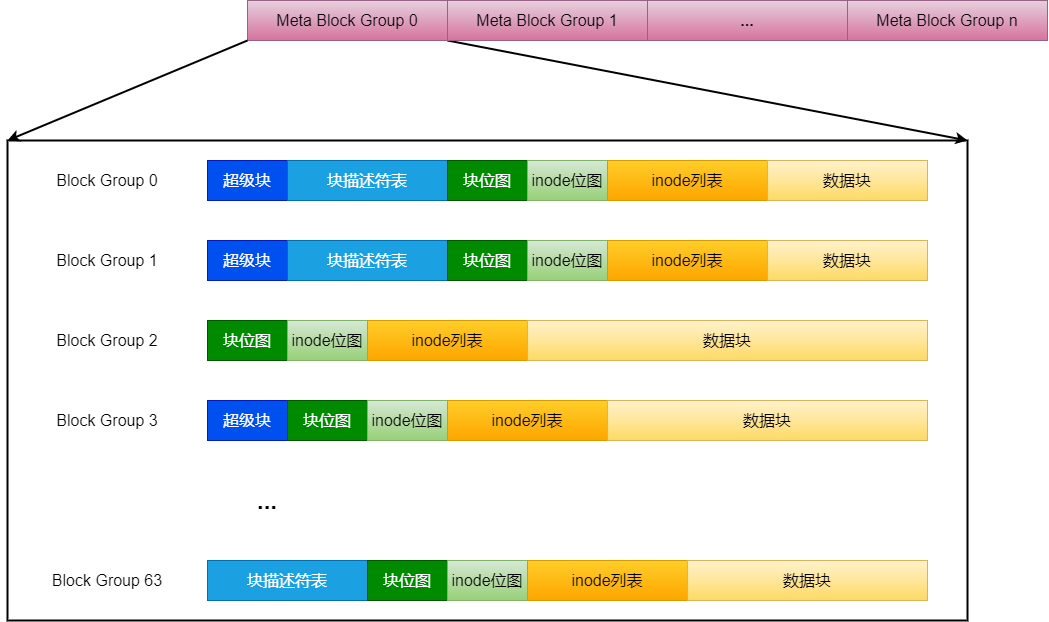 Meta Block Group 0 Meta Block Group 1 ... Meta Block Group n
Block Group 0 超级块 块描述符表 块位图 inode位图 inode列表 数据块
Block Group 1 超级块 块描述符表 块位图 inode位图 inode列表 数据块
Block Group 2 块位图 inode位图 inode列表 数据块
Block Group 3 超级块 块位图 inode位图 inode列表 数据块
...
Block Group 63 块描述符表 块位图 inode位图 inode列表 数据块